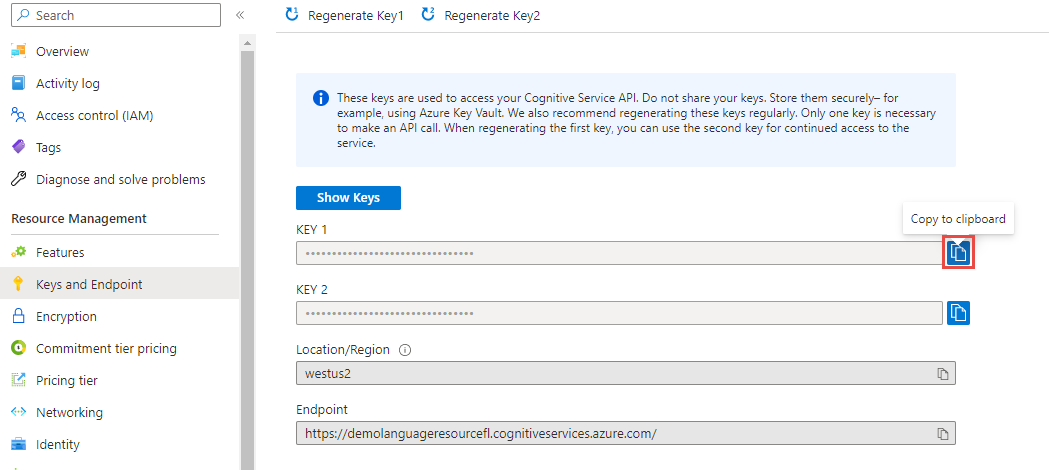 Search
«
Regenerate Key1
Regenerate Key2
Overview
Activity log
Access control (IAM)
Tags
Diagnose and solve problems
Resource Management
Features
Keys and Endpoint
Encryption
Commitment tier pricing
Pricing tier
Networking
Identity
These keys are used to access your Cognitive Service API. Do not share your keys. Store them securely– for
example, using Azure Key Vault. We also recommend regenerating these keys regularly. Only one key is necessary
to make an API call. When regenerating the first key, you can use the second key for continued access to the
service.
Show Keys
Copy to clipboard
KEY 1
••••••••••••••••••••••••••••••••
KEY 2
••••••••••••••••••••••••••••••••
Location/Region
westus2
Endpoint
https://demolanguageresourcefl.cognitiveservices.azure.com/